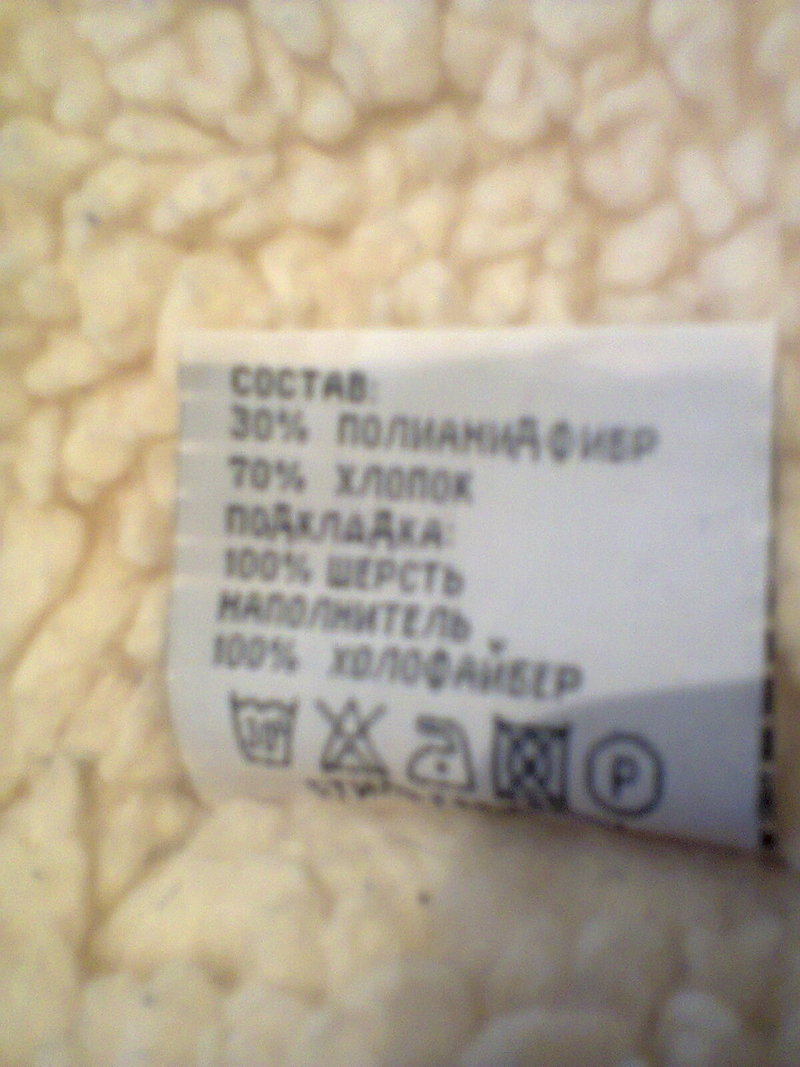 СОСТАВ:
30% ПОЛИАМИДФИБР
70% ХЛОПОК
ПОДКЛАДКА:
100% ШЕРСТЬ
НАПОЛНИТЕЛЬ
100% ХОЛОФАЙБЕР
P